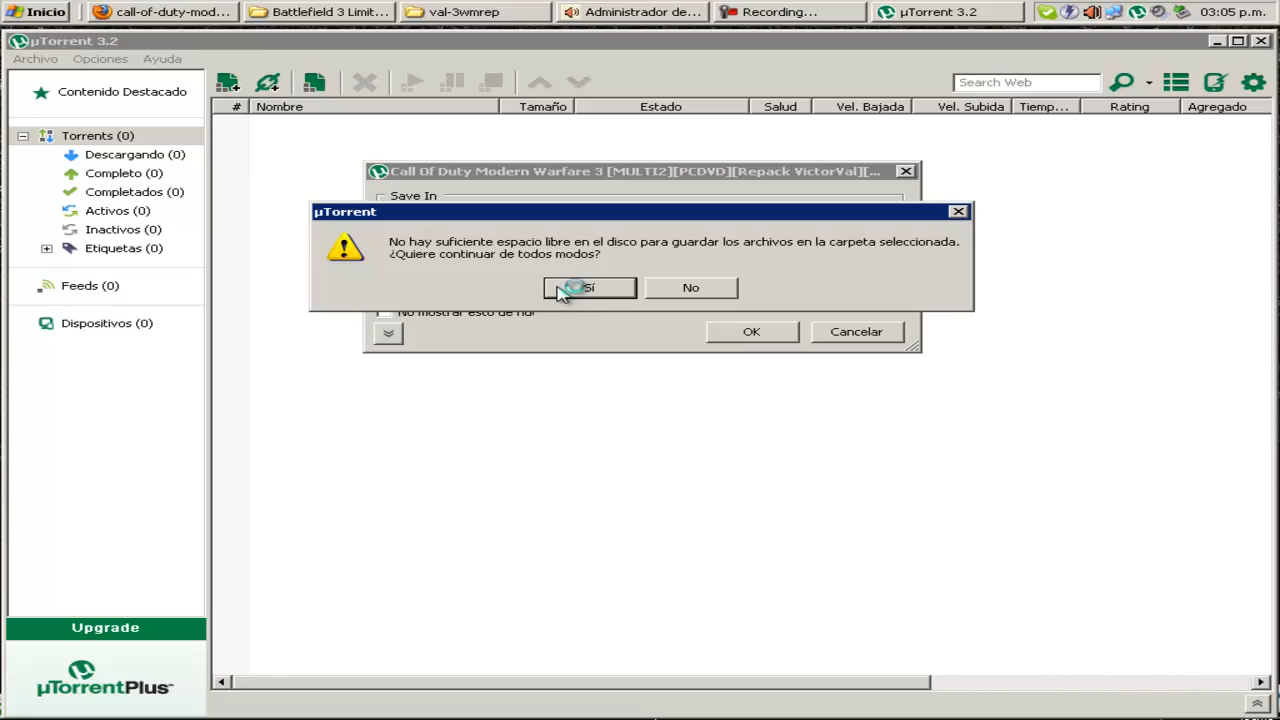 Inicio
call-of-duty-mod...
Battlefield 3 Limit...
val-3wmrep
Administrador de...
Recording...
µTorrent 3.2
03:05 p.m.
µTorrent 3.2
Archivo Opciones Ayuda
Contenido Destacado
Search Web
# Nombre Tamaño Estado Salud Vel. Bajada Vel. Subida Tiemp... Rating Agregado
Torrents (0)
Descargando (0)
Completo (0)
Completados (0)
Activos (0)
Inactivos (0)
Etiquetas (0)
Feeds (0)
Dispositivos (0)
Call Of Duty Modern Warfare 3 [MULTI2][PCDVD][Repack VictorVal][...
Save In
µTorrent
No hay suficiente espacio libre en el disco para guardar los archivos en la carpeta seleccionada.
¿Quiere continuar de todos modos?
Sí No
No mostrar esto de
OK Cancelar
Upgrade
µTorrentPlus